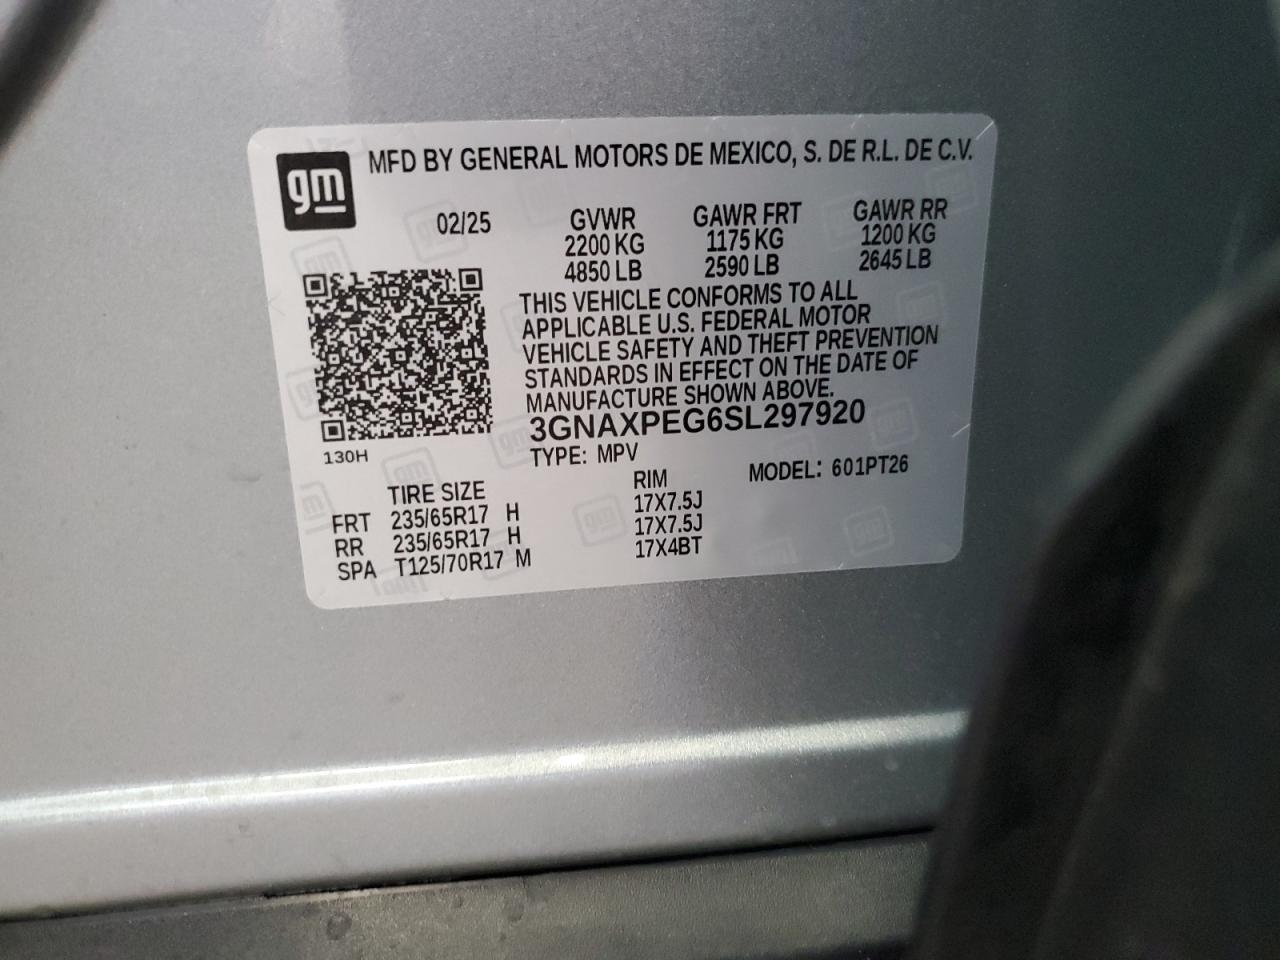 gm
MFD BY GENERAL MOTORS DE MEXICO, S. DE R.L. DE C.V.
02/25 GVWR GAWR FRT GAWR RR
2200 KG 1175 KG 1200 KG
4850 LB 2590 LB 2645 LB
THIS VEHICLE CONFORMS TO ALL
APPLICABLE U.S. FEDERAL MOTOR
VEHICLE SAFETY AND THEFT PREVENTION
STANDARDS IN EFFECT ON THE DATE OF
MANUFACTURE SHOWN ABOVE.
3GNAXPEG6SL297920
130H
TYPE: MPV MODEL: 601PT26
TIRE SIZE RIM
FRT 235/65R17 H 17X7.5J
RR 235/65R17 H 17X7.5J
SPA T125/70R17 M 17X4BT